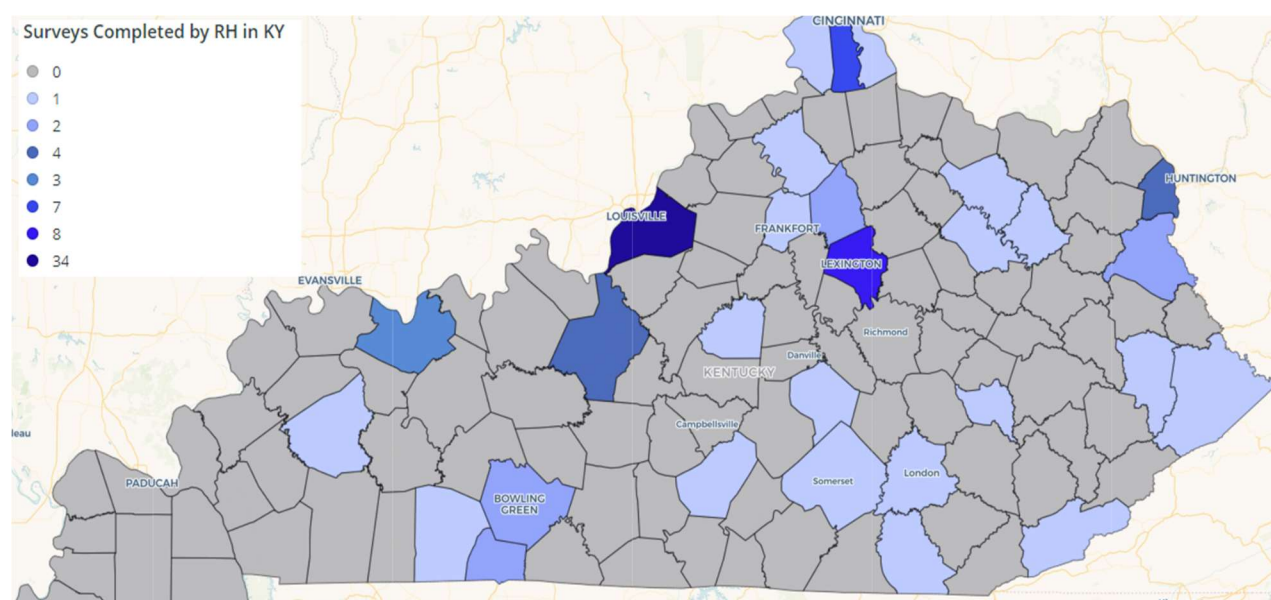 CINCINNATI
Surveys Completed by RH in KY
0
1
2
4
3
7
8
34
HUNTINGTON
LOUISVILLE
FRANKFORT
LEXINGTON
EVANSVILLE
Richmond
Danville
KENTUCKY
Campbellsville
leau
PADUCAH
London
Somerset
BOWLING
GREEN